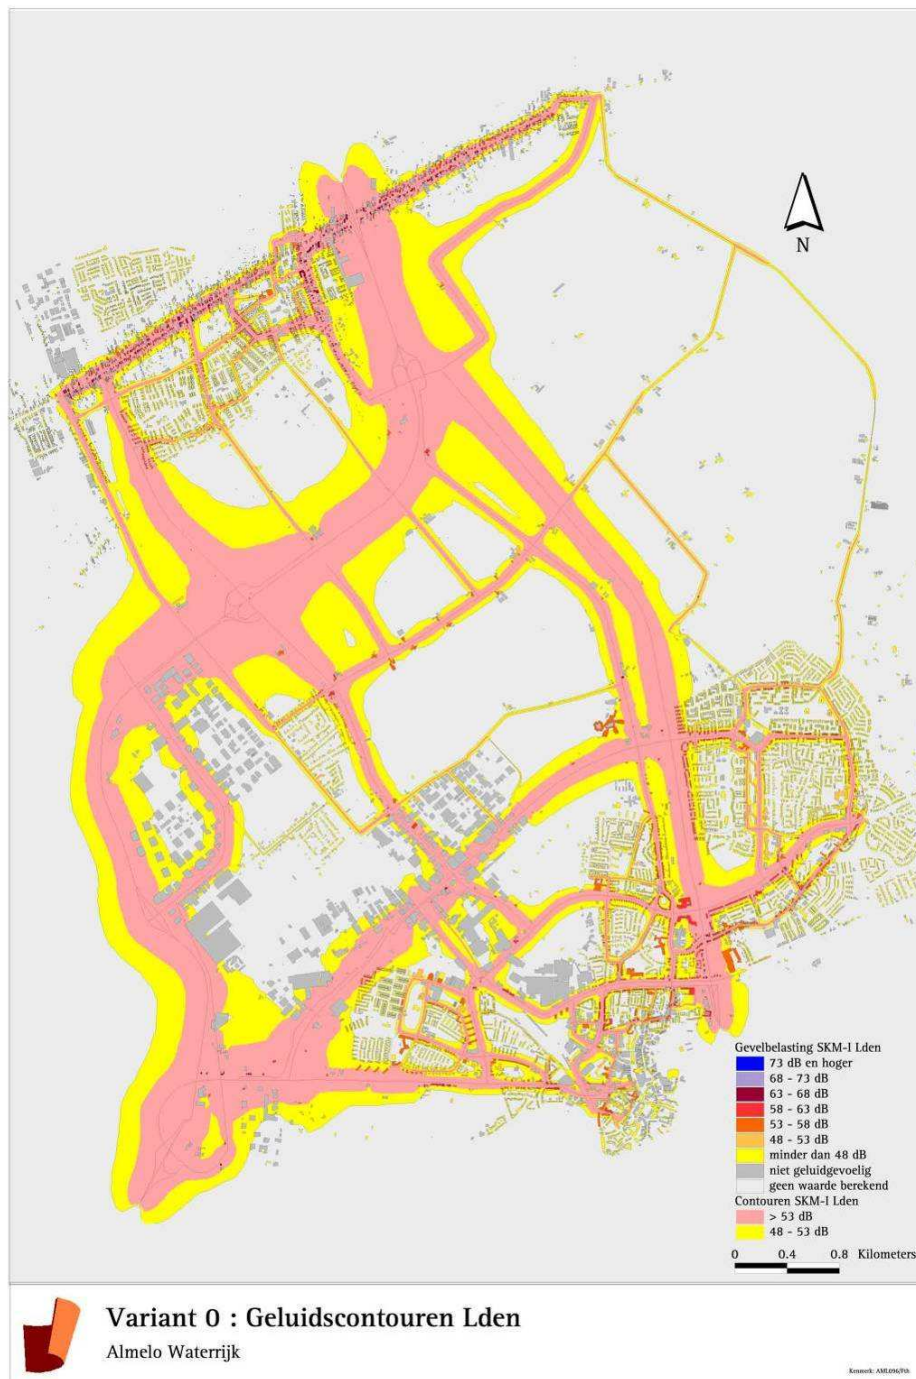 N
Gevelbelasting SKM-I Lden
73 dB en hoger
68 - 73 dB
63 - 68 dB
58 - 63 dB
53 - 58 dB
48 - 53 dB
minder dan 48 dB
niet geluidgevoelig
geen waarde berekend
Contouren SKM-I Lden
> 53 dB
48 - 53 dB
0 0.4 0.8 Kilometers
Variant 0 : Geluidscontouren Lden
Almelo Waterrijk
Kenmerk: